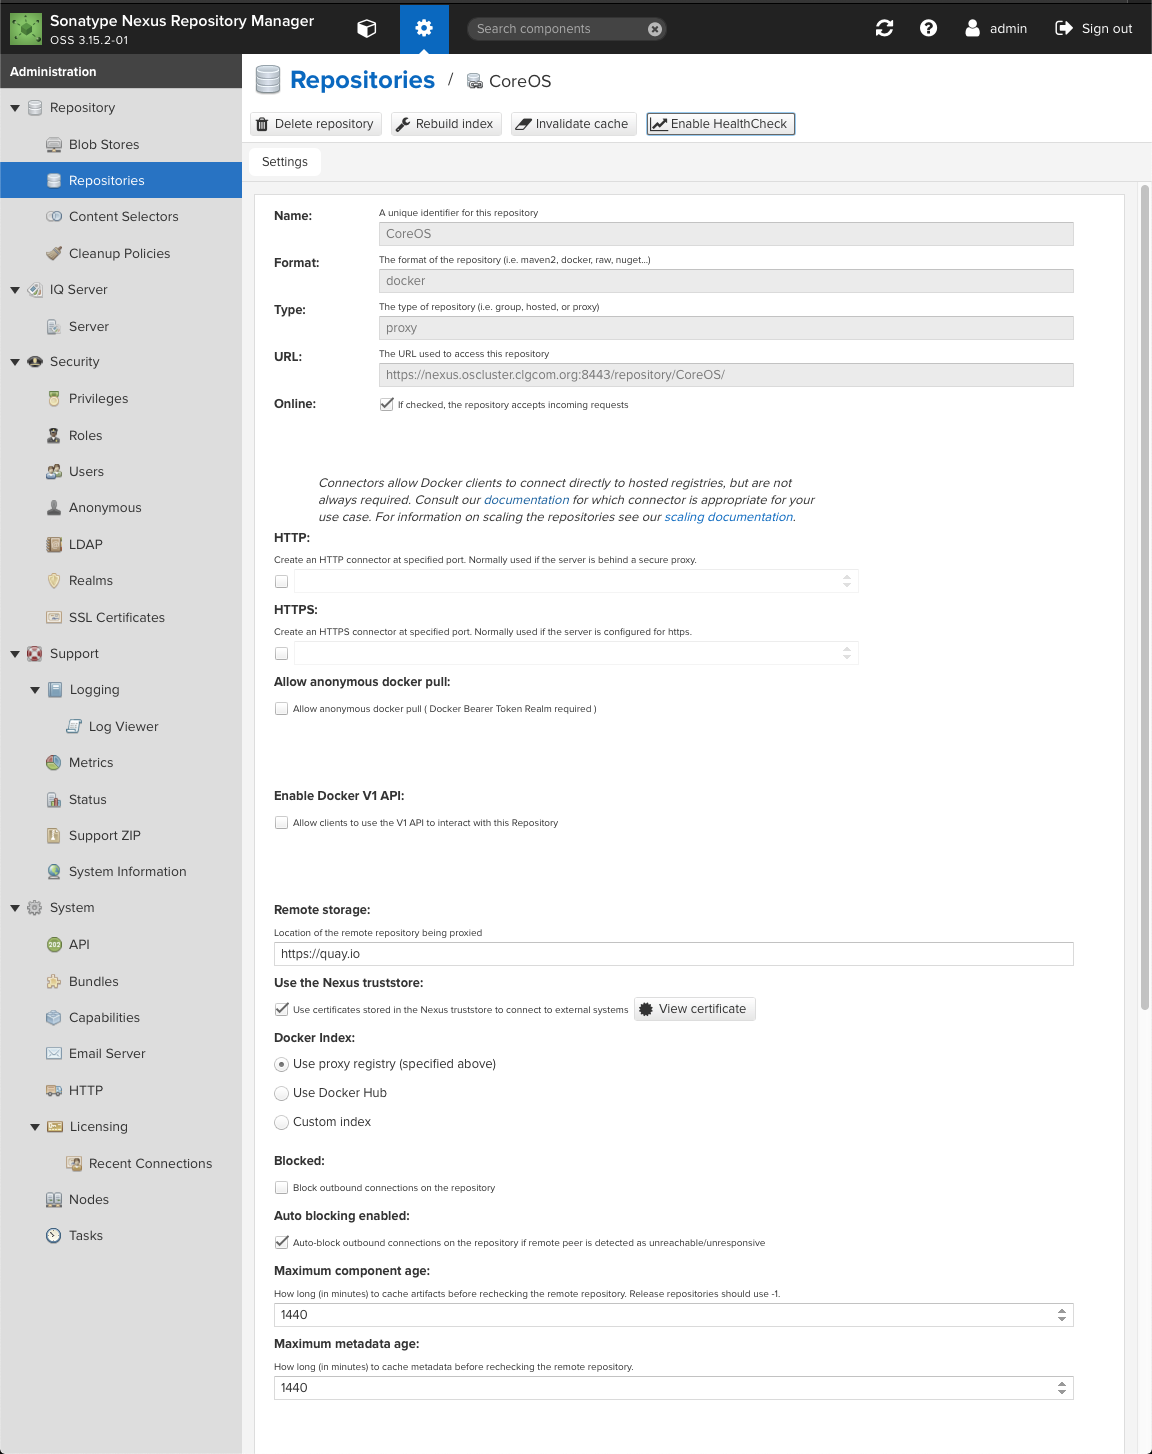 Sonatype Nexus Repository Manager
OSS 3.15.2-01
Search components
admin
Sign out
Administration
Repository
Blob Stores
Repositories
Content Selectors
Cleanup Policies
IQ Server
Server
Security
Privileges
Roles
Users
Anonymous
LDAP
Realms
SSL Certificates
Support
Logging
Log Viewer
Metrics
Status
Support ZIP
System Information
System
API
Bundles
Capabilities
Email Server
HTTP
Licensing
Recent Connections
Nodes
Tasks
Repositories / CoreOS
Delete repository
Rebuild index
Invalidate cache
Enable HealthCheck
Settings
Name:
A unique identifier for this repository
CoreOS
Format:
The format of the repository (i.e. maven2, docker, raw, nuget...)
docker
Type:
The type of repository (i.e. group, hosted, or proxy)
proxy
URL:
The URL used to access this repository
https://nexus.oscluster.clgcom.org:8443/repository/CoreOS/
Online:
If checked, the repository accepts incoming requests
Connectors allow Docker clients to connect directly to hosted registries, but are not
always required. Consult our documentation for which connector is appropriate for your
use case. For information on scaling the repositories see our scaling documentation.
HTTP:
Create an HTTP connector at specified port. Normally used if the server is behind a secure proxy.
HTTPS:
Create an HTTPS connector at specified port. Normally used if the server is configured for https.
Allow anonymous docker pull:
Allow anonymous docker pull ( Docker Bearer Token Realm required )
Enable Docker V1 API:
Allow clients to use the V1 API to interact with this Repository
Remote storage:
Location of the remote repository being proxied
https://quay.io
Use the Nexus truststore:
Use certificates stored in the Nexus truststore to connect to external systems
View certificate
Docker Index:
Use proxy registry (specified above)
Use Docker Hub
Custom index
Blocked:
Block outbound connections on the repository
Auto blocking enabled:
Auto-block outbound connections on the repository if remote peer is detected as unreachable/unresponsive
Maximum component age:
How long (in minutes) to cache artifacts before rechecking the remote repository. Release repositories should use -1.
1440
Maximum metadata age:
How long (in minutes) to cache metadata before rechecking the remote repository.
1440